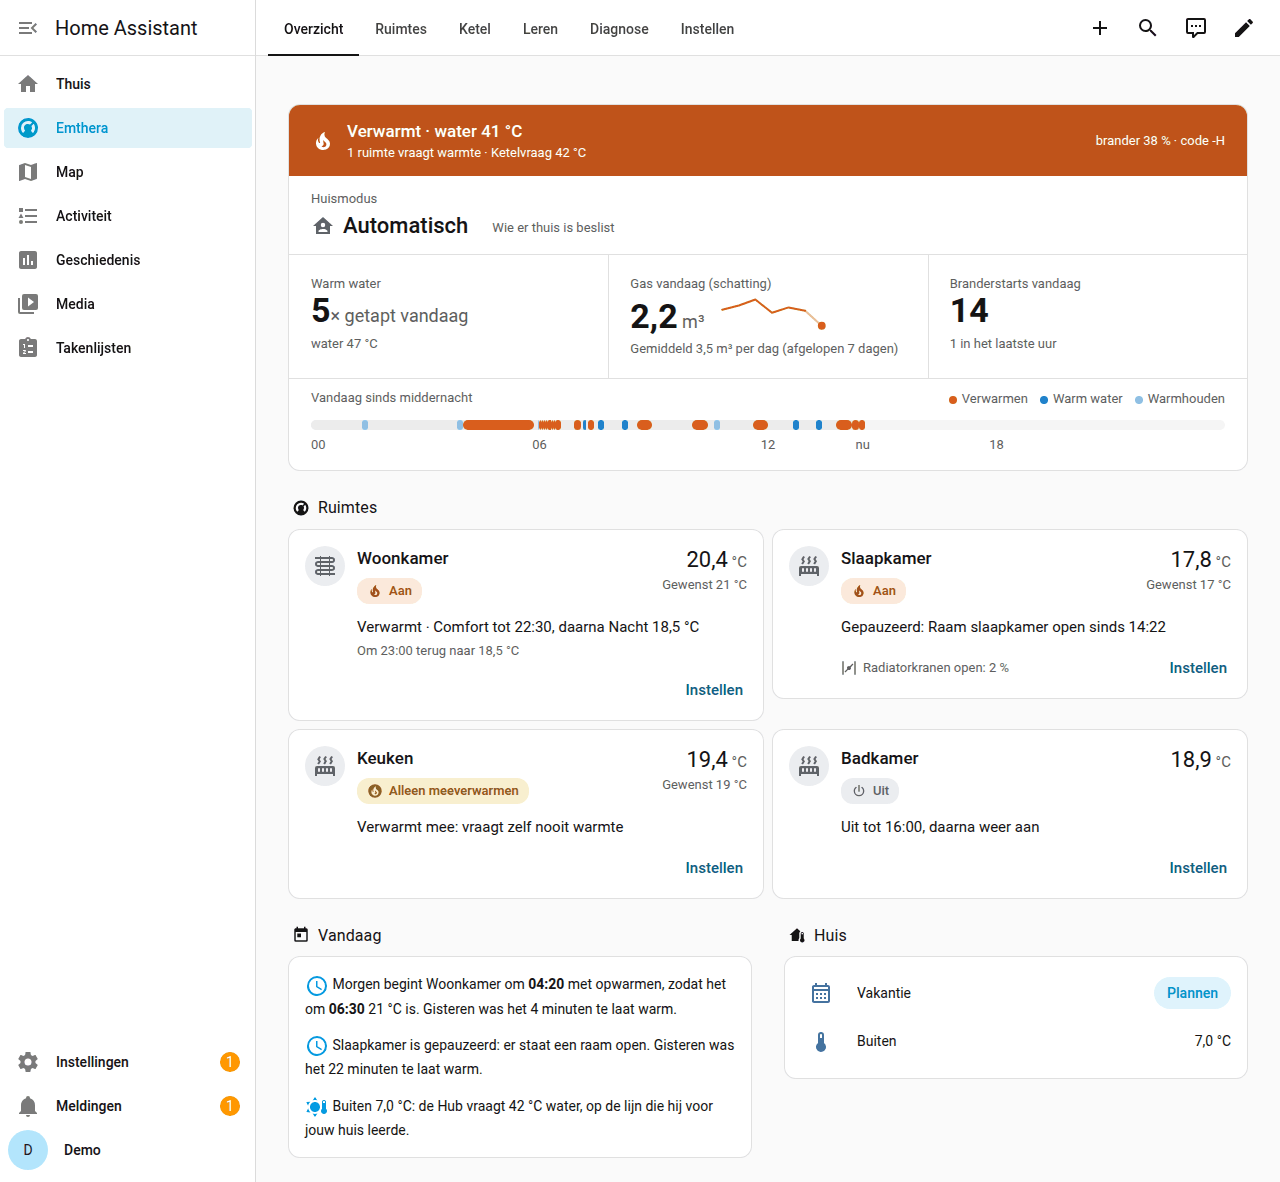 Home Assistant
Overzicht
Ruimtes
Ketel
Leren
Diagnose
Instellen
Thuis
Emthera
Map
Activiteit
Geschiedenis
Media
Takenlijsten
Instellingen
1
Meldingen
1
D
Demo
Verwarmt · water 41 °C
1 ruimte vraagt warmte · Ketelvraag 42 °C
brander 38 % · code -H
Huismodus
Automatisch
Wie er thuis is beslist
Warm water
5× getapt vandaag
water 47 °C
Gas vandaag (schatting)
2,2 m³
Gemiddeld 3,5 m³ per dag (afgelopen 7 dagen)
Branderstarts vandaag
14
1 in het laatste uur
Vandaag sinds middernacht
Verwarmen
Warm water
Warmhouden
00
06
12
nu
18
Ruimtes
Woonkamer
20,4 °C
Aan
Gewenst 21 °C
Verwarmt · Comfort tot 22:30, daarna Nacht 18,5 °C
Om 23:00 terug naar 18,5 °C
Instellen
Slaapkamer
17,8 °C
Aan
Gewenst 17 °C
Gepauzeerd: Raam slaapkamer open sinds 14:22
Radiatorkranen open: 2 %
Instellen
Keuken
19,4 °C
Alleen meeverwarmen
Gewenst 19 °C
Verwarmt mee: vraagt zelf nooit warmte
Instellen
Badkamer
18,9 °C
Uit
Uit tot 16:00, daarna weer aan
Instellen
Vandaag
Morgen begint Woonkamer om 04:20 met opwarmen, zodat het
om 06:30 21 °C is. Gisteren was het 4 minuten te laat warm.
Slaapkamer is gepauzeerd: er staat een raam open. Gisteren was
het 22 minuten te laat warm.
Buiten 7,0 °C: de Hub vraagt 42 °C water, op de lijn die hij voor
jouw huis leerde.
Huis
Vakantie
Plannen
Buiten
7,0 °C